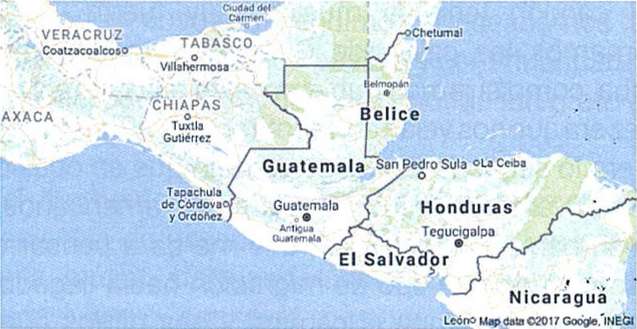 Ciudad del
Carmen
VERACRUZ
Coatzacoalcos
TABASCO
Villahermosa
Chetumal
Belmopán
Belice
AXACA
CHIAPAS
Tuxtla
Gutiérrez
Guatemala
San Pedro Sula
La Ceiba
Tapachula
de Córdova
y Ordoñez
Guatemala
Antigua
Guatemala
Honduras
Tegucigalpa
El Salvador
Nicaragua
León
Map data ©2017 Google, INEGI